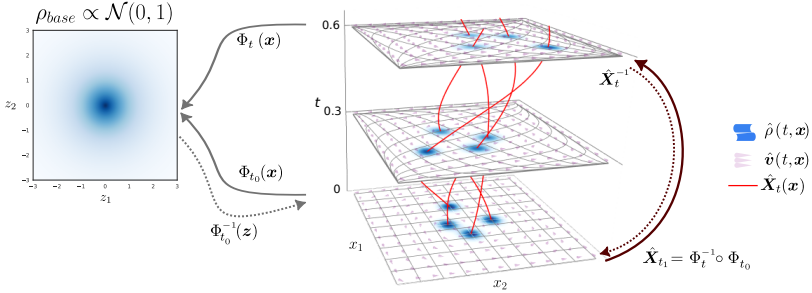 ρ_base ∝ 𝒩(0, 1)
3
2
1
0
−1
−2
−3
z₂
−3 −2 −1 0 1 2 3
z₁
Φ_t (x)
Φ_{t₀}(x)
Φ_{t₀}^{−1}(z)
0.6
t
0.3
0
x₁
x₂
X̂_t^{−1}
X̂_{t₁} = Φ_t^{−1} ∘ Φ_{t₀}
ρ̂ (t, x)
v̂ (t, x)
X̂_t(x)